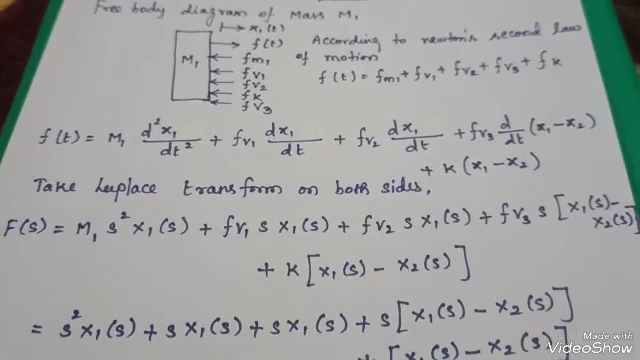 Free body diagram of Mass M₁
x₁(t)
f(t)
M₁
fm₁
fv₁
fv₂
fk
fv₃
According to newton's second law
of motion
f(t) = fm₁ + fv₁ + fv₂ + fv₃ + fk
f(t) = M₁ d²x₁/dt² + fv₁ dx₁/dt + fv₂ dx₁/dt + fv₃ d/dt (x₁-x₂)
+ k(x₁-x₂)
Take Laplace transform on both sides,
F(s) = M₁ s² x₁(s) + fv₁ s x₁(s) + fv₂ s x₁(s) + fv₃ s [x₁(s) - x₂(s)]
+ k [x₁(s) - x₂(s)]
= s² x₁(s) + s x₁(s) + s x₁(s) + s [x₁(s) - x₂(s)]
[x₁(s) - x₂(s)]
Made with
VideoShow